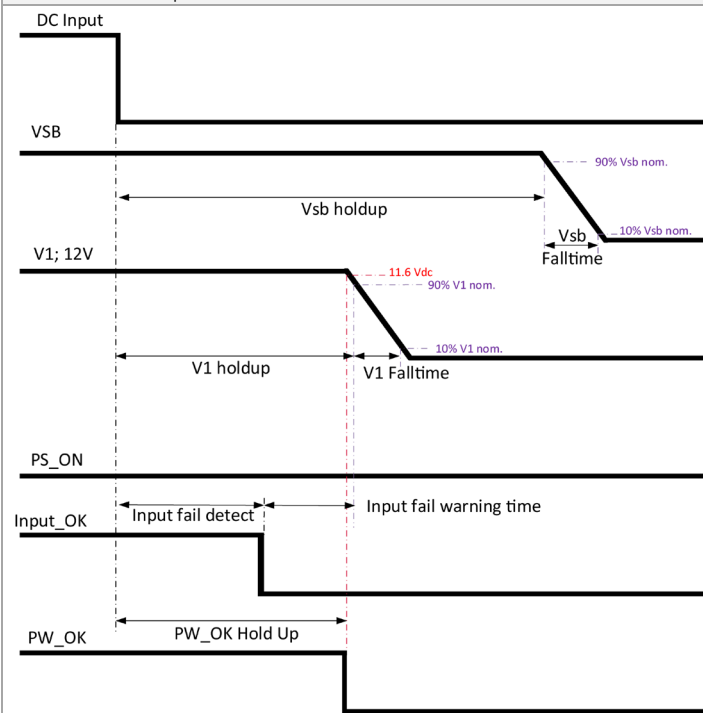 DC Input
VSB
90% Vsb nom.
Vsb holdup
10% Vsb nom.
Vsb
Falltime
V1; 12V
11.6 Vdc
90% V1 nom.
10% V1 nom.
V1 holdup
V1 Falltime
PS_ON
Input fail detect
Input fail warning time
Input_OK
PW_OK Hold Up
PW_OK